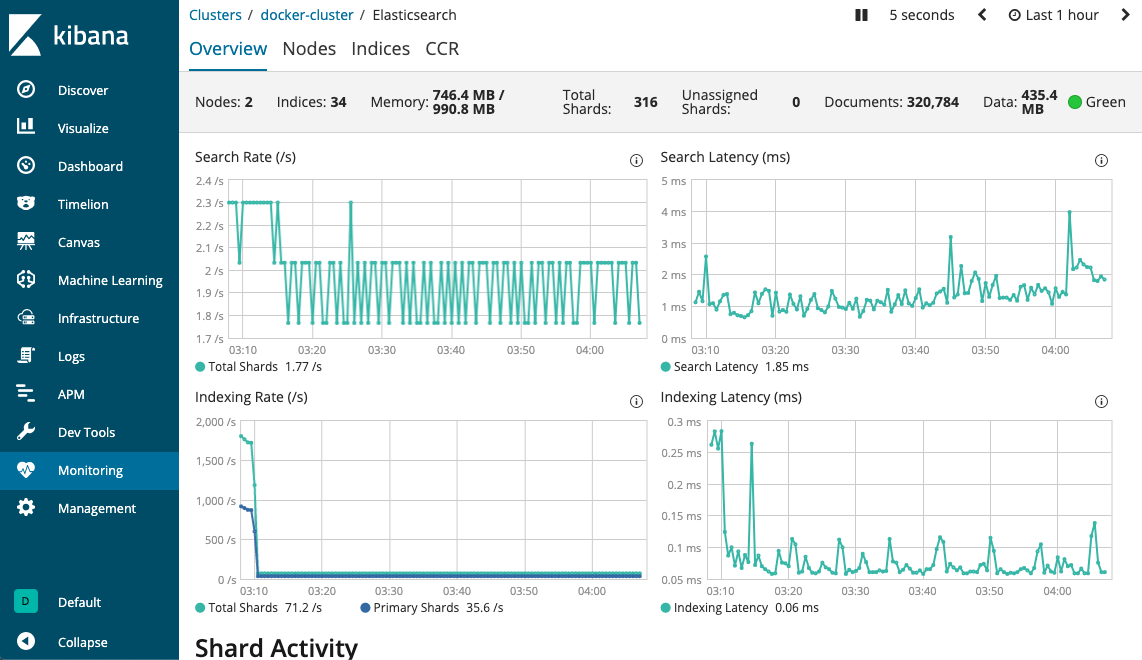 kibana
Discover
Visualize
Dashboard
Timelion
Canvas
Machine Learning
Infrastructure
Logs
APM
Dev Tools
Monitoring
Management
D Default
Collapse
Clusters / docker-cluster / Elasticsearch
5 seconds Last 1 hour
Overview Nodes Indices CCR
Nodes: 2 Indices: 34 Memory: 746.4 MB / 990.8 MB Total Shards: 316 Unassigned Shards: 0 Documents: 320,784 Data: 435.4 MB Green
Search Rate (/s)
2.4 /s
2.3 /s
2.2 /s
2.1 /s
2 /s
1.9 /s
1.8 /s
1.7 /s
03:10 03:20 03:30 03:40 03:50 04:00
Total Shards 1.77 /s
Search Latency (ms)
5 ms
4 ms
3 ms
2 ms
1 ms
0 ms
03:10 03:20 03:30 03:40 03:50 04:00
Search Latency 1.85 ms
Indexing Rate (/s)
2,000 /s
1,500 /s
1,000 /s
500 /s
0 /s
03:10 03:20 03:30 03:40 03:50 04:00
Total Shards 71.2 /s Primary Shards 35.6 /s
Indexing Latency (ms)
0.3 ms
0.25 ms
0.2 ms
0.15 ms
0.1 ms
0.05 ms
03:10 03:20 03:30 03:40 03:50 04:00
Indexing Latency 0.06 ms
Shard Activity